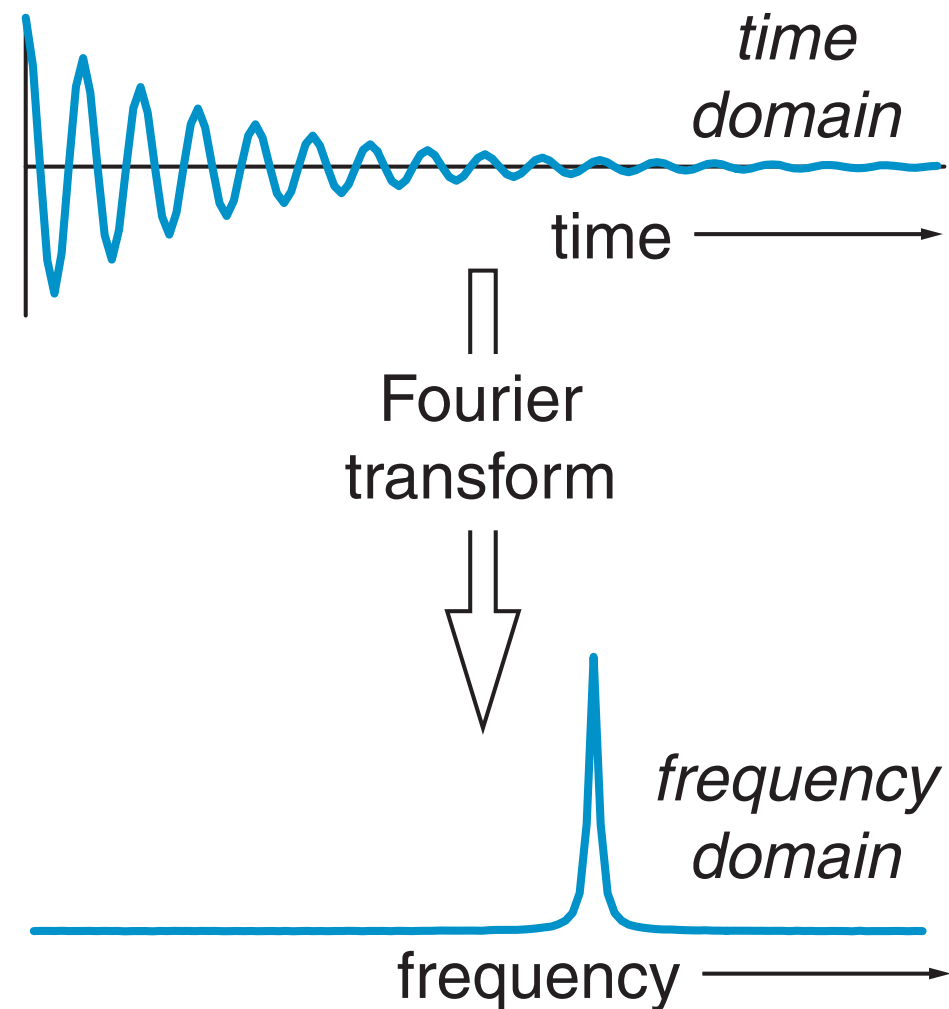 time
domain
time
Fourier
transform
frequency
domain
frequency